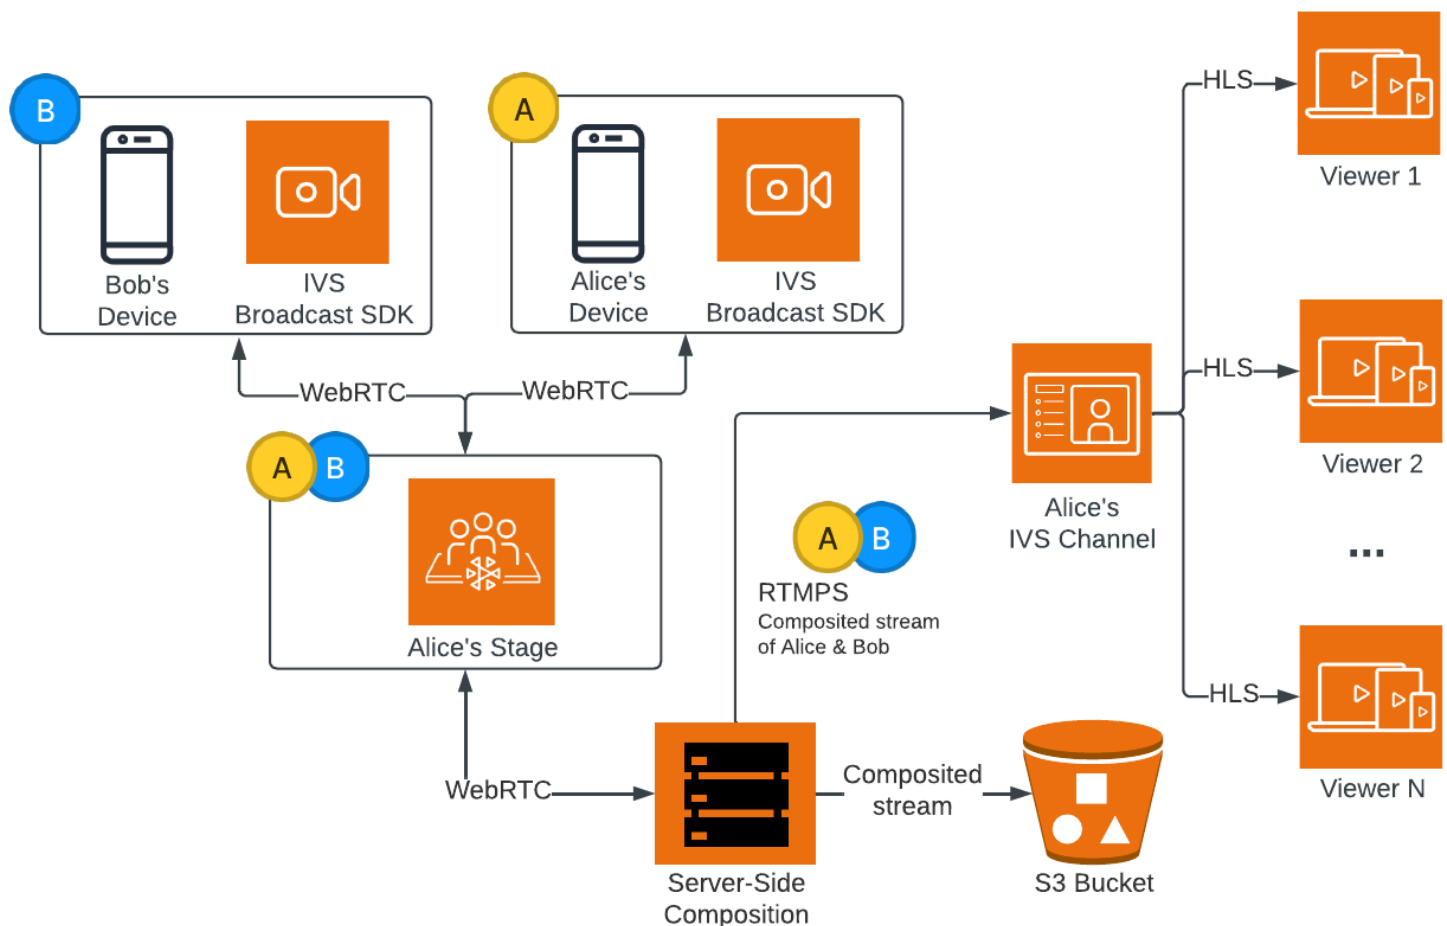 B
Bob's
Device
IVS
Broadcast SDK
A
Alice's
Device
IVS
Broadcast SDK
WebRTC
WebRTC
A
B
Alice's Stage
WebRTC
Server-Side
Composition
A
B
RTMPS
Composited stream
of Alice & Bob
Composited
stream
S3 Bucket
Alice's
IVS Channel
HLS
Viewer 1
HLS
Viewer 2
...
HLS
Viewer N